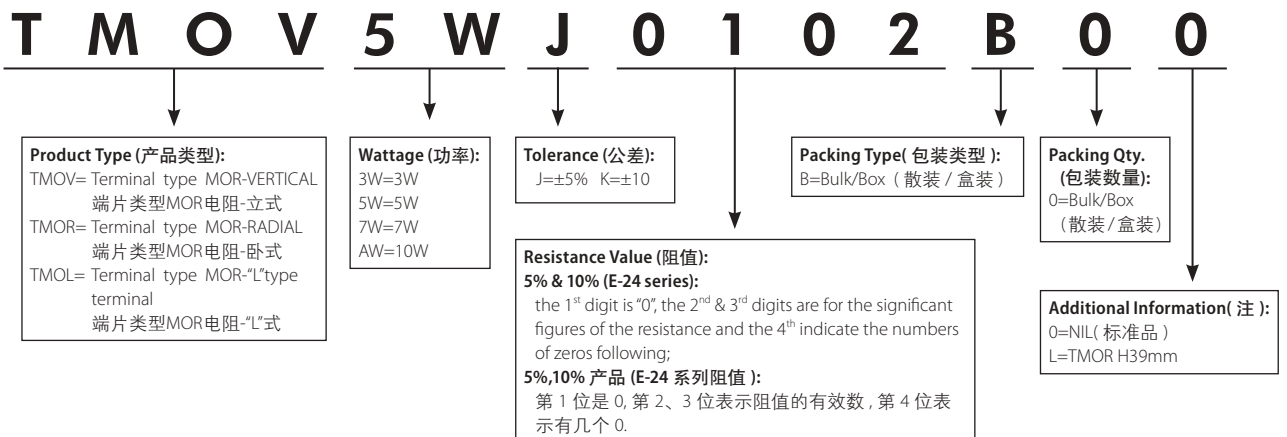 T M O V 5 W J 0 1 0 2 B 0 0
Product Type (产品类型):
TMOV= Terminal type MOR-VERTICAL
端片类型MOR电阻-立式
TMOR= Terminal type MOR-RADIAL
端片类型MOR电阻-卧式
TMOL= Terminal type MOR-“L”type
terminal
端片类型MOR电阻-“L”式
Wattage (功率):
3W=3W
5W=5W
7W=7W
AW=10W
Tolerance (公差):
J=±5% K=±10
Resistance Value (阻值):
5% & 10% (E-24 series):
the 1st digit is “0”, the 2nd & 3rd digits are for the significant
figures of the resistance and the 4th indicate the numbers
of zeros following;
5%,10% 产品 (E-24 系列阻值 ):
第 1 位是 0, 第 2、3 位表示阻值的有效数 , 第 4 位表
示有几个 0.
Packing Type( 包装类型 ):
B=Bulk/Box ( 散装 / 盒装 )
Packing Qty.
(包装数量):
0=Bulk/Box
(散装/盒装)
Additional Information( 注 ):
0=NIL( 标准品 )
L=TMOR H39mm